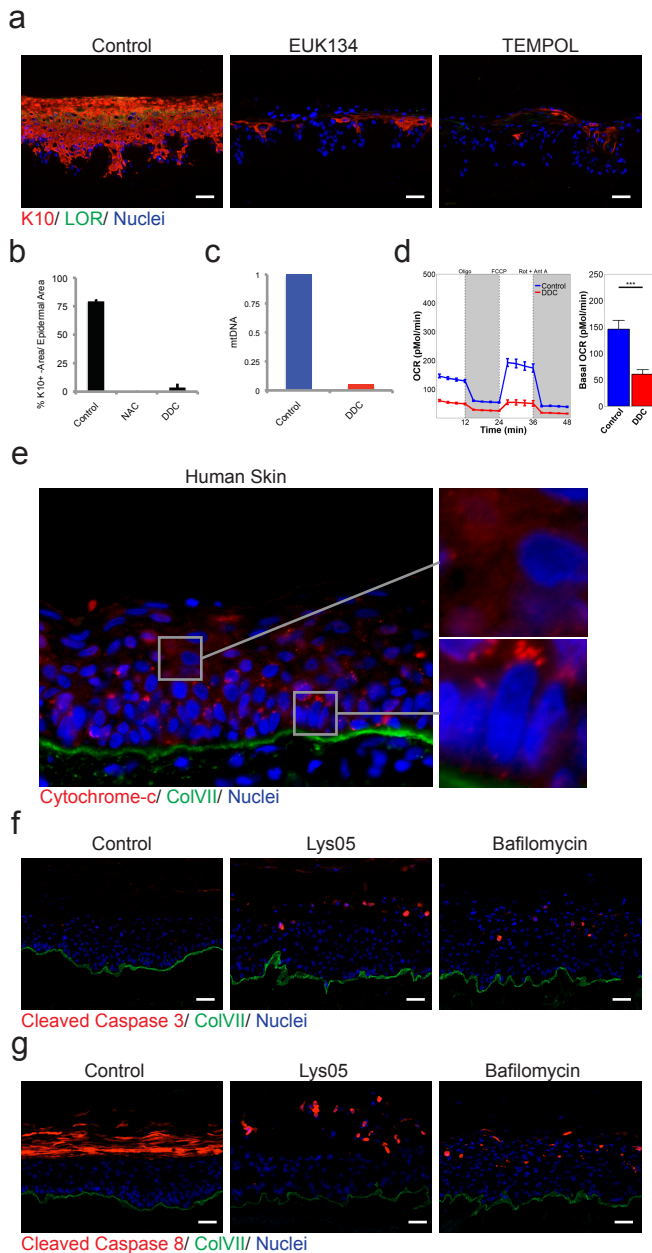 a
Control EUK134 TEMPOL
K10/ LOR/ Nuclei
b
% K10+ -Area/ Epidermal Area
100
75
50
25
0
Control NAC DDC
c
mtDNA
1
0.75
0.5
0.25
0
Control DDC
d
Oligo FCCP Rot + Ant A
Control
DDC
OCR (pMol/min)
500
400
300
200
100
12 24 36 48
Time (min)
Basal OCR (pMol/min)
250
200
150
100
50
0
***
Control DDC
e
Human Skin
Cytochrome-c/ ColVII/ Nuclei
f
Control Lys05 Bafilomycin
Cleaved Caspase 3/ ColVII/ Nuclei
g
Control Lys05 Bafilomycin
Cleaved Caspase 8/ ColVII/ Nuclei